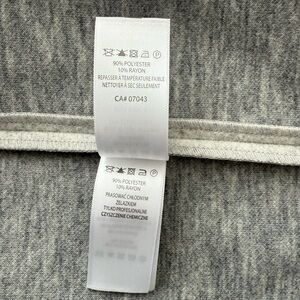 90% POLYESTER
10% RAYON
REPASSER A TEMPÉRATURE FAIBLE
NETTOYER A SEC SEULEMENT
CA# 07043
90% POLYESTER
10% RAYON
PRASOWAĆ CHŁODNYM
ŻELAZKIEM
TYLKO PROFESJONALNE
CZYSZCZENIE CHEMICZNE